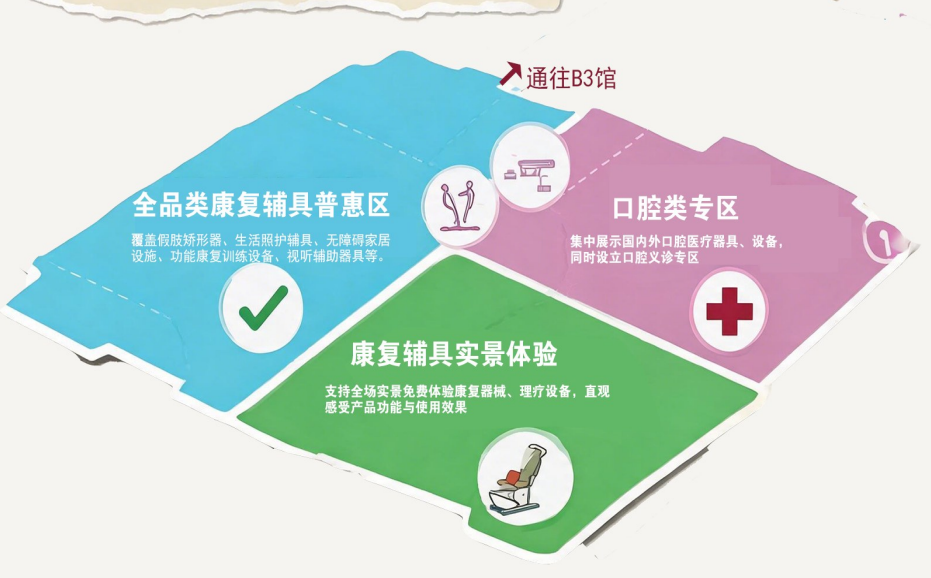 通往B3馆
全品类康复辅具普惠区
覆盖假肢矫形器、生活照护辅具、无障碍家居
设施、功能康复训练设备、视听辅助器具等。
口腔类专区
集中展示国内外口腔医疗器具、设备，
同时设立口腔义诊专区
康复辅具实景体验
支持全场实景免费体验康复器械、理疗设备，直观
感受产品功能与使用效果